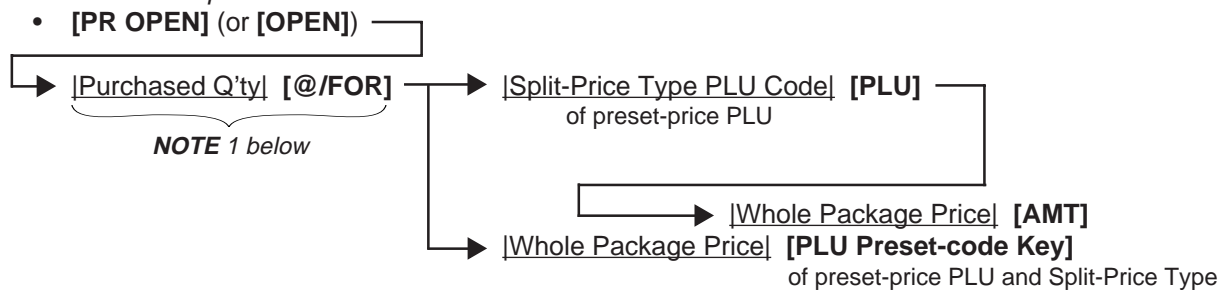 • [PR OPEN] (or [OPEN])
|Purchased Q'ty| [@/FOR]
|Split-Price Type PLU Code| [PLU]
of preset-price PLU
NOTE 1 below
|Whole Package Price| [AMT]
|Whole Package Price| [PLU Preset-code Key]
of preset-price PLU and Split-Price Type